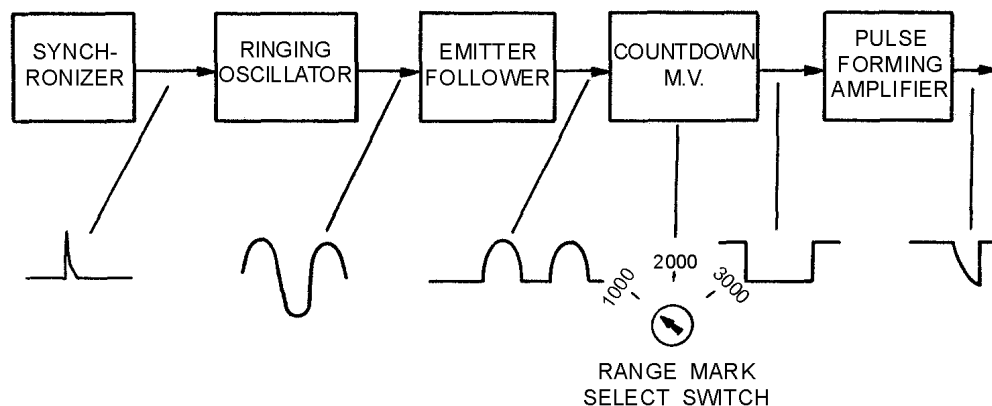 SYNCH-
RONIZER
RINGING
OSCILLATOR
EMITTER
FOLLOWER
COUNTDOWN
M.V.
PULSE
FORMING
AMPLIFIER
1000
2000
3000
RANGE MARK
SELECT SWITCH